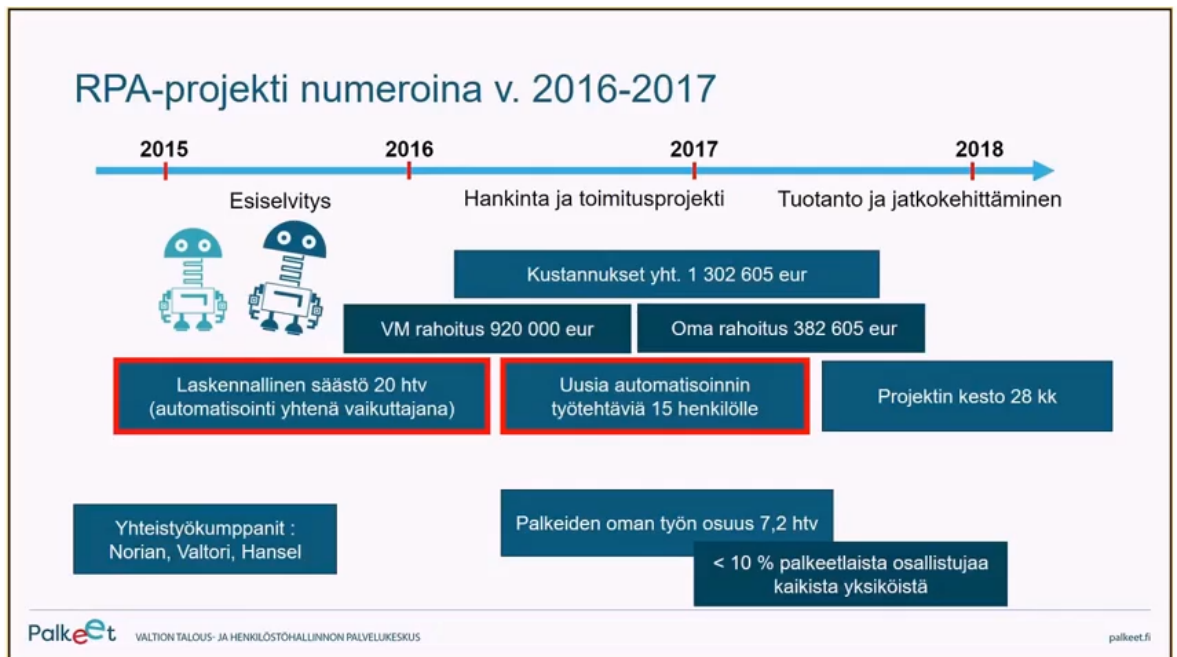 RPA-projekti numeroina v. 2016-2017
2015
2016
2017
2018
Esiselvitys
Hankinta ja toimitusprojekti
Tuotanto ja jatkokehittäminen
Kustannukset yht. 1 302 605 eur
VM rahoitus 920 000 eur
Oma rahoitus 382 605 eur
Laskennallinen säästö 20 htv
(automatisointi yhtenä vaikuttajana)
Uusia automatisoinnin
työtehtäviä 15 henkilölle
Projektin kesto 28 kk
Yhteistyökumppanit :
Norian, Valtori, Hansel
Palkeiden oman työn osuus 7,2 htv
< 10 % palkeetlaista osallistujaa
kaikista yksiköistä
Palkeet
VALTION TALOUS- JA HENKILÖSTÖHALLINNON PALVELUKESKUS
palkeet.fi